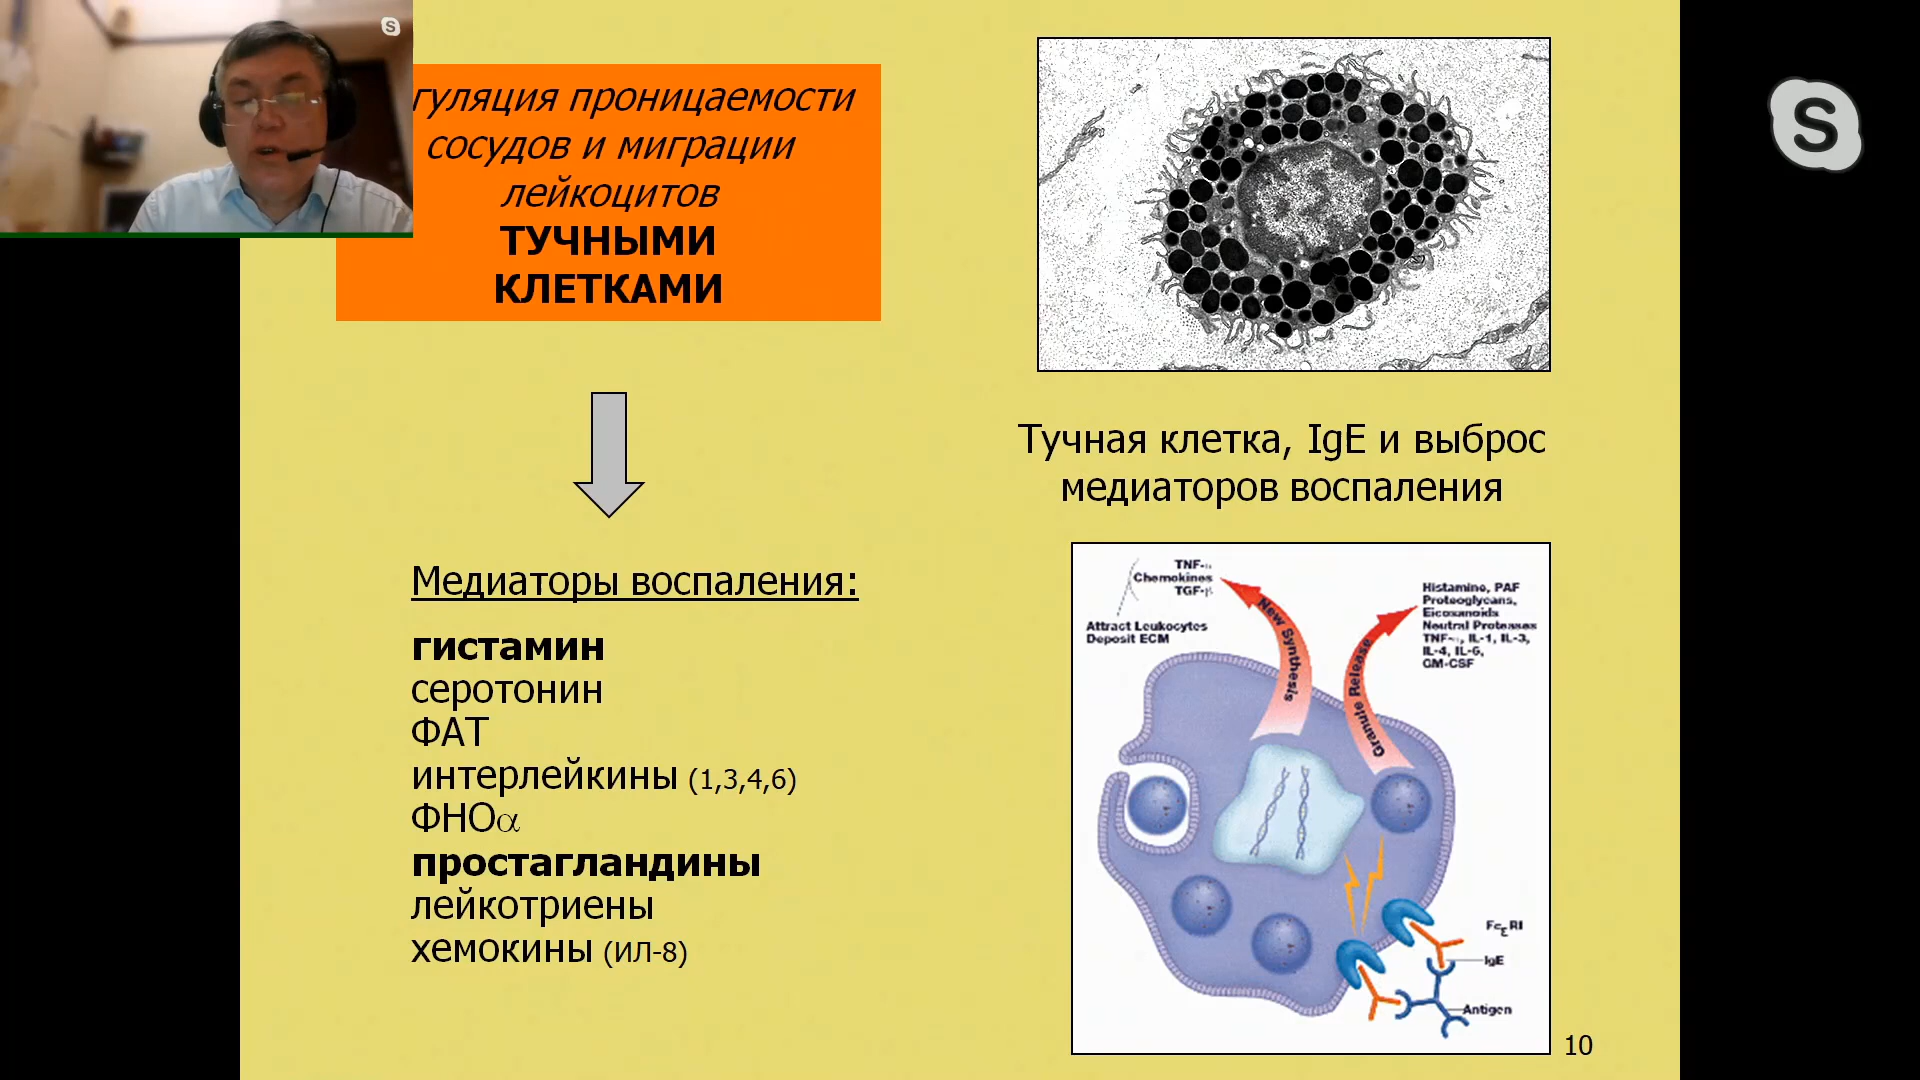 гуляция проницаемости
сосудов и миграции
лейкоцитов
ТУЧНЫМИ
КЛЕТКАМИ
Медиаторы воспаления:
гистамин
серотонин
ФАТ
интерлейкины (1,3,4,6)
ФНОα
простагландины
лейкотриены
хемокины (ИЛ-8)
Тучная клетка, IgE и выброс
медиаторов воспаления
TNF-α
Chemokines
TGF-β
Attract Leukocytes
Deposit ECM
New Synthesis
Granule Release
Histamine, PAF
Proteoglycans,
Eicosanoids
Neutral Proteases
TNF-α, IL-1, IL-3,
IL-4, IL-6,
GM-CSF
FcεRI
IgE
Antigen
10
S
S